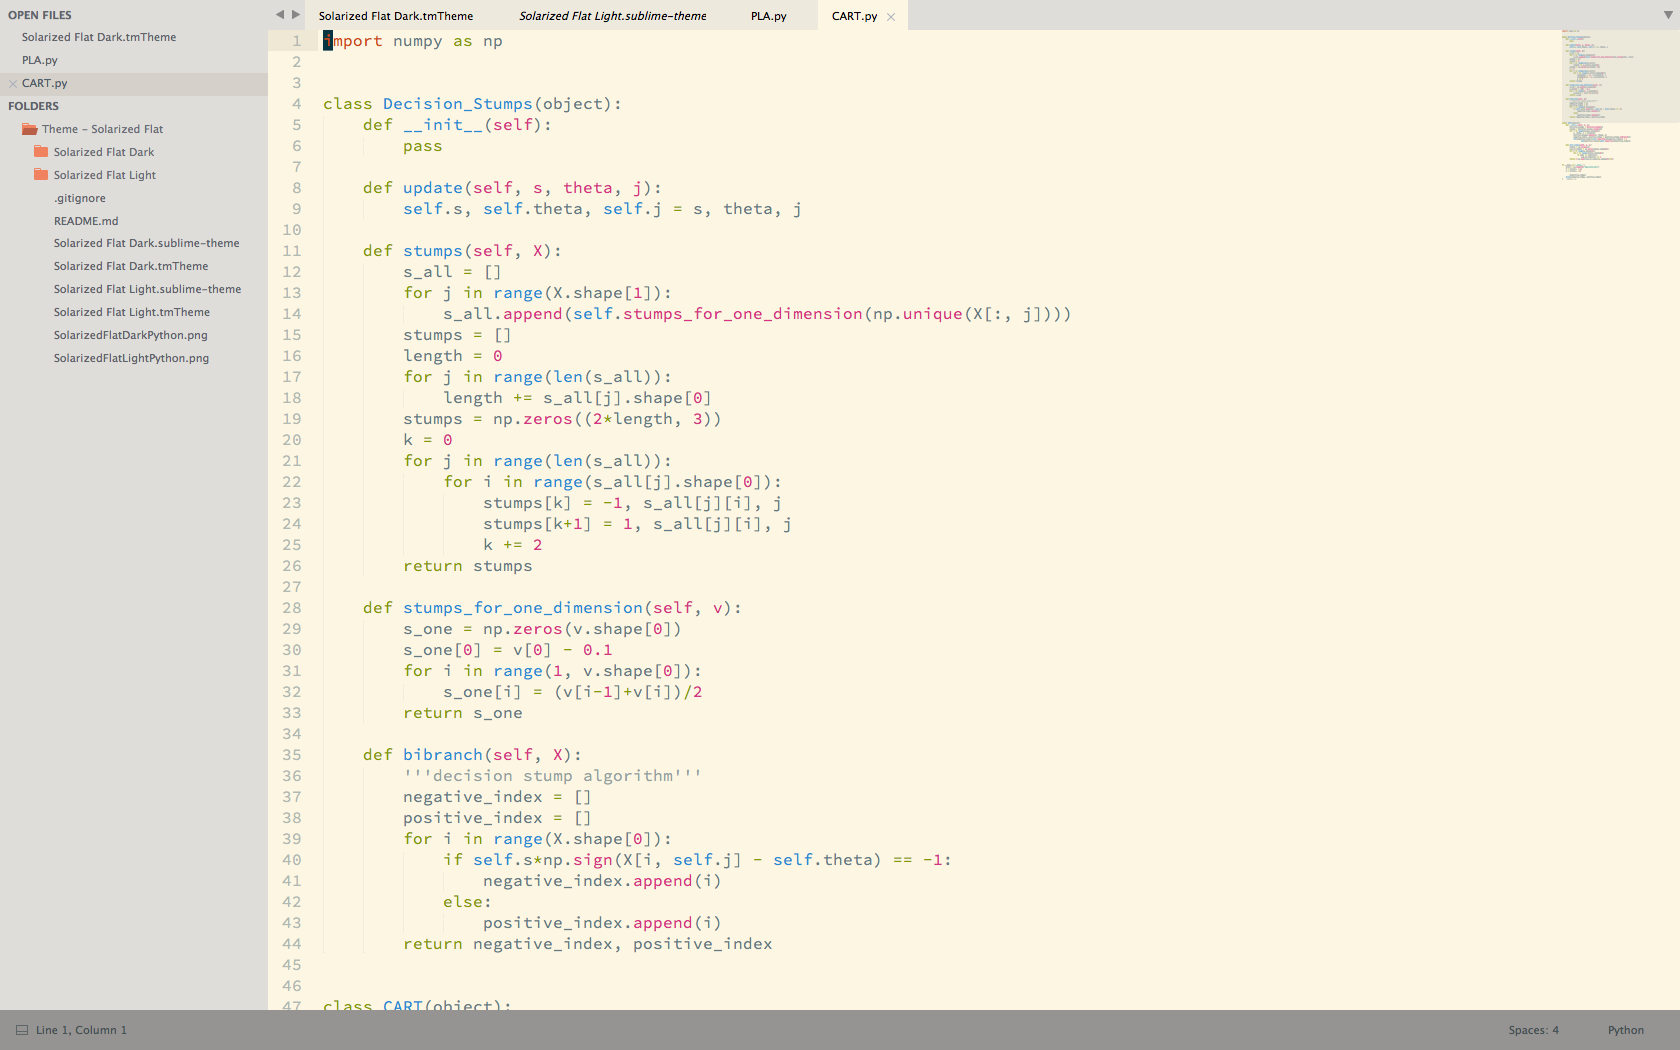 OPEN FILES
Solarized Flat Dark.tmTheme
PLA.py
CART.py
FOLDERS
Theme - Solarized Flat
Solarized Flat Dark
Solarized Flat Light
.gitignore
README.md
Solarized Flat Dark.sublime-theme
Solarized Flat Dark.tmTheme
Solarized Flat Light.sublime-theme
Solarized Flat Light.tmTheme
SolarizedFlatDarkPython.png
SolarizedFlatLightPython.png
Solarized Flat Dark.tmTheme Solarized Flat Light.sublime-theme PLA.py CART.py
1 import numpy as np
2
3
4 class Decision_Stumps(object):
5     def __init__(self):
6         pass
7
8     def update(self, s, theta, j):
9         self.s, self.theta, self.j = s, theta, j
10
11     def stumps(self, X):
12         s_all = []
13         for j in range(X.shape[1]):
14             s_all.append(self.stumps_for_one_dimension(np.unique(X[:, j])))
15         stumps = []
16         length = 0
17         for j in range(len(s_all)):
18             length += s_all[j].shape[0]
19         stumps = np.zeros((2*length, 3))
20         k = 0
21         for j in range(len(s_all)):
22             for i in range(s_all[j].shape[0]):
23                 stumps[k] = -1, s_all[j][i], j
24                 stumps[k+1] = 1, s_all[j][i], j
25                 k += 2
26         return stumps
27
28     def stumps_for_one_dimension(self, v):
29         s_one = np.zeros(v.shape[0])
30         s_one[0] = v[0] - 0.1
31         for i in range(1, v.shape[0]):
32             s_one[i] = (v[i-1]+v[i])/2
33         return s_one
34
35     def bibranch(self, X):
36         '''decision stump algorithm'''
37         negative_index = []
38         positive_index = []
39         for i in range(X.shape[0]):
40             if self.s*np.sign(X[i, self.j] - self.theta) == -1:
41                 negative_index.append(i)
42             else:
43                 positive_index.append(i)
44         return negative_index, positive_index
45
46
47 class CART(object):
Line 1, Column 1 Spaces: 4 Python